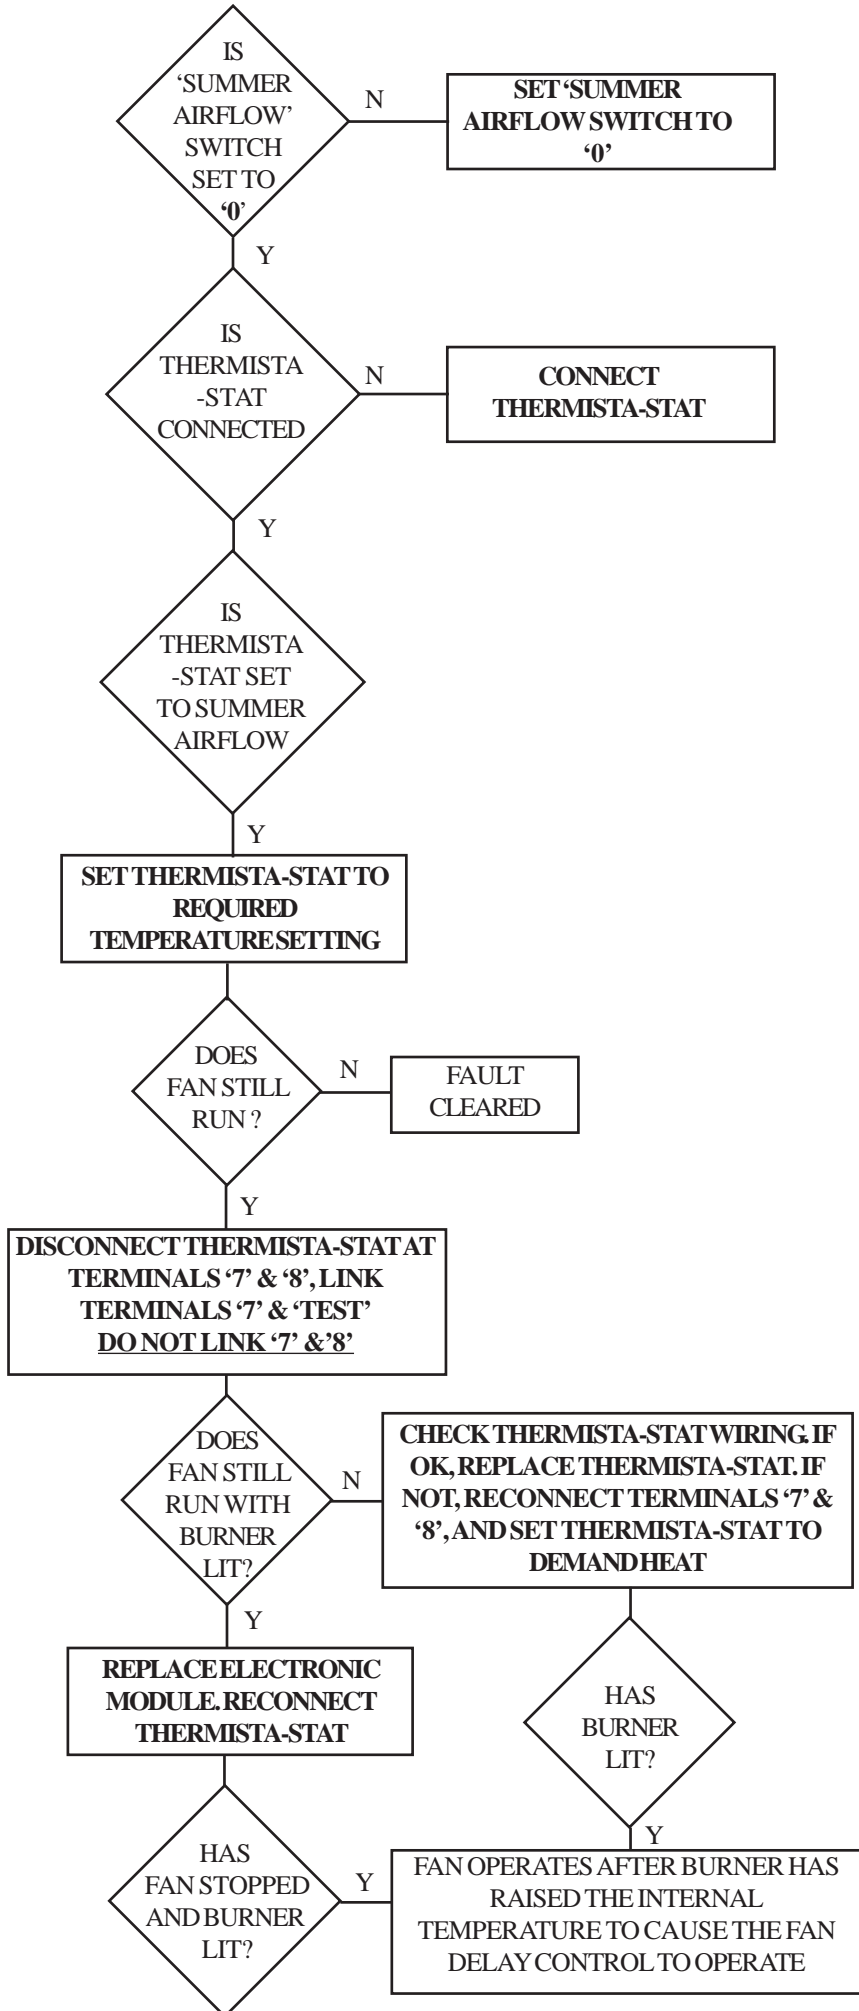 IS
‘SUMMER
AIRFLOW’
SWITCH
SET TO
‘0’
N
SET ‘SUMMER
AIRFLOW SWITCH TO
‘0’
Y
IS
THERMISTA
-STAT
CONNECTED
N
CONNECT
THERMISTA-STAT
Y
IS
THERMISTA
-STAT SET
TO SUMMER
AIRFLOW
Y
SET THERMISTA-STAT TO
REQUIRED
TEMPERATURE SETTING
DOES
FAN STILL
RUN ?
N
FAULT
CLEARED
Y
DISCONNECT THERMISTA-STAT AT
TERMINALS ‘7’ & ‘8’, LINK
TERMINALS ‘7’ & ‘TEST’
DO NOT LINK ‘7’ &’8’
DOES
FAN STILL
RUN WITH
BURNER
LIT?
N
CHECK THERMISTA-STAT WIRING. IF
OK, REPLACE THERMISTA-STAT. IF
NOT, RECONNECT TERMINALS ‘7’ &
‘8’, AND SET THERMISTA-STAT TO
DEMAND HEAT
Y
REPLACE ELECTRONIC
MODULE. RECONNECT
THERMISTA-STAT
HAS
BURNER
LIT?
Y
HAS
FAN STOPPED
AND BURNER
LIT?
Y
FAN OPERATES AFTER BURNER HAS
RAISED THE INTERNAL
TEMPERATURE TO CAUSE THE FAN
DELAY CONTROL TO OPERATE